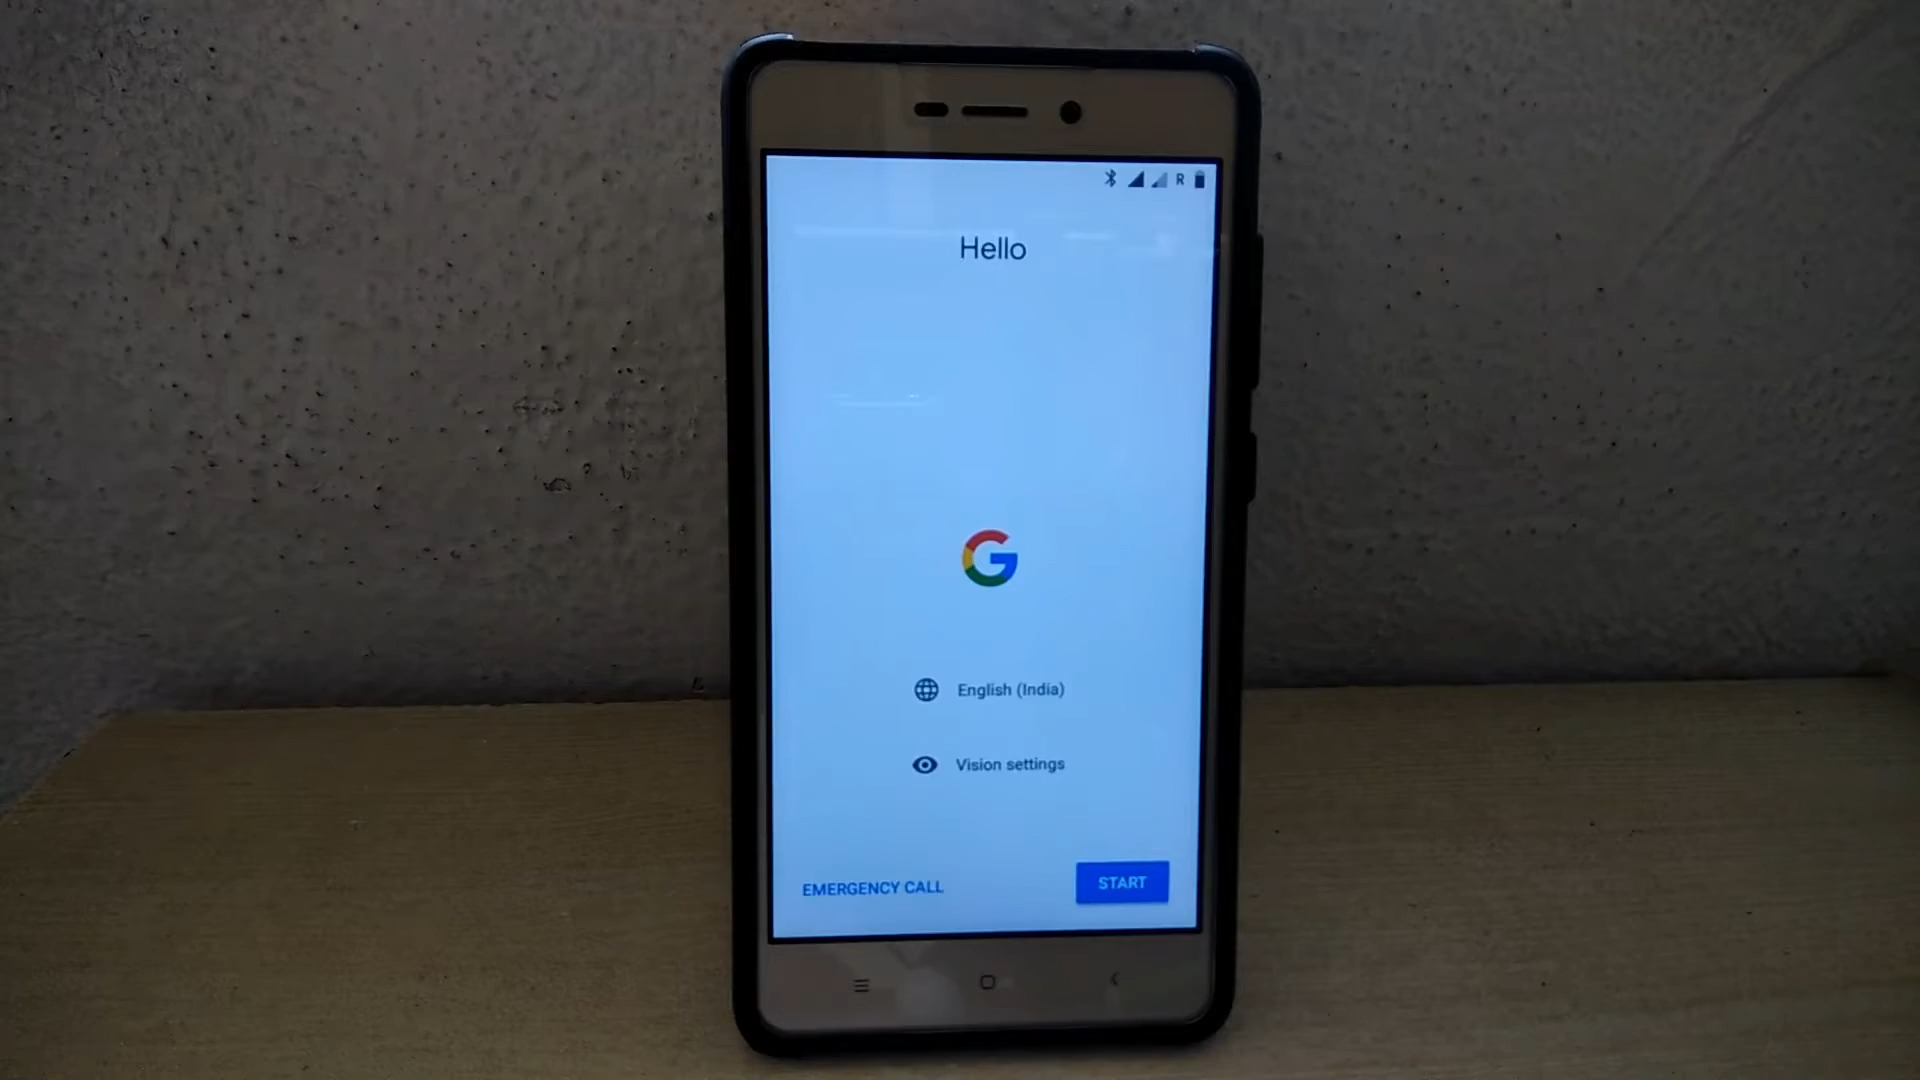 R
Hello
English (India)
Vision settings
EMERGENCY CALL
START